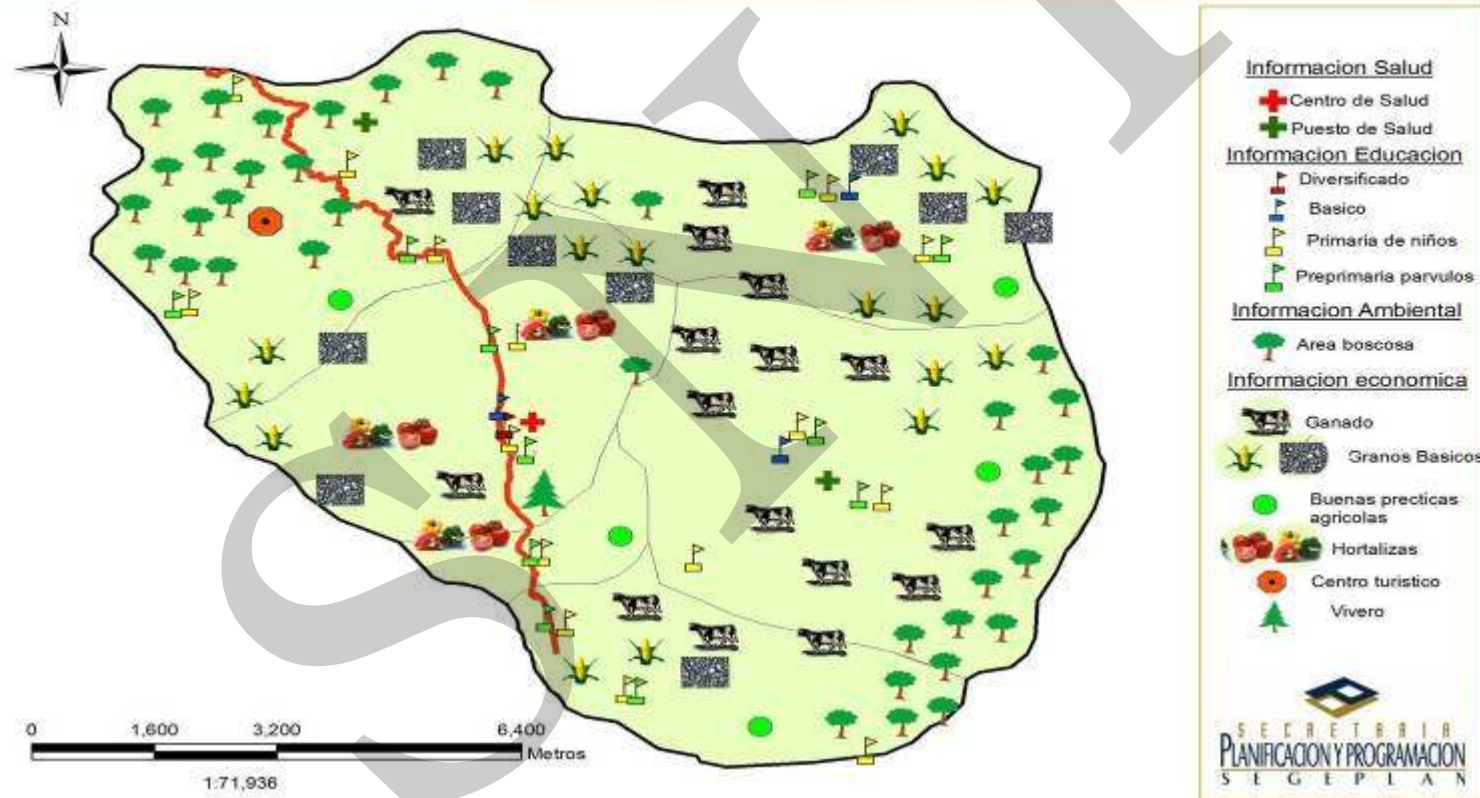 N
Informacion Salud
Centro de Salud
Puesto de Salud
Informacion Educacion
Diversificado
Basico
Primaria de niños
Preprimaria parvulos
Informacion Ambiental
Area boscosa
Informacion economica
Ganado
Granos Basicos
Buenas precticas
agricolas
Hortalizas
Centro turistico
Vivero
0 1,600 3,200 6,400
Metros
1:71,936
SECRETARIA
PLANIFICACION Y PROGRAMACION
SEGEPLAN